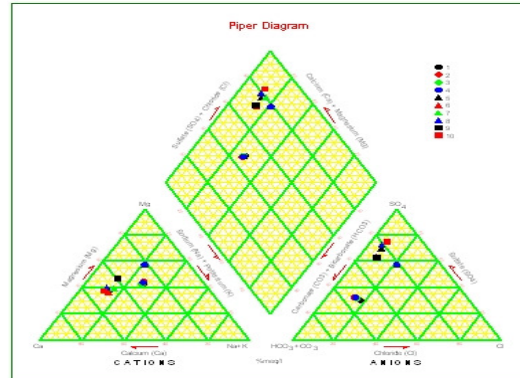 Piper Diagram
Sulfate (SO4) + Chloride (Cl)
Calcium (Ca) + Magnesium (Mg)
1
2
3
4
5
6
7
8
9
10
Mg
SO4
Magnesium (Mg)
Sodium (Na) + Potassium (K)
Carbonate (CO3) + Bicarbonate (HCO3)
Sulfate (SO4)
Ca
Na+K
HCO3+CO3
Cl
Calcium (Ca)
Chloride (Cl)
CATIONS
%meq/l
ANIONS